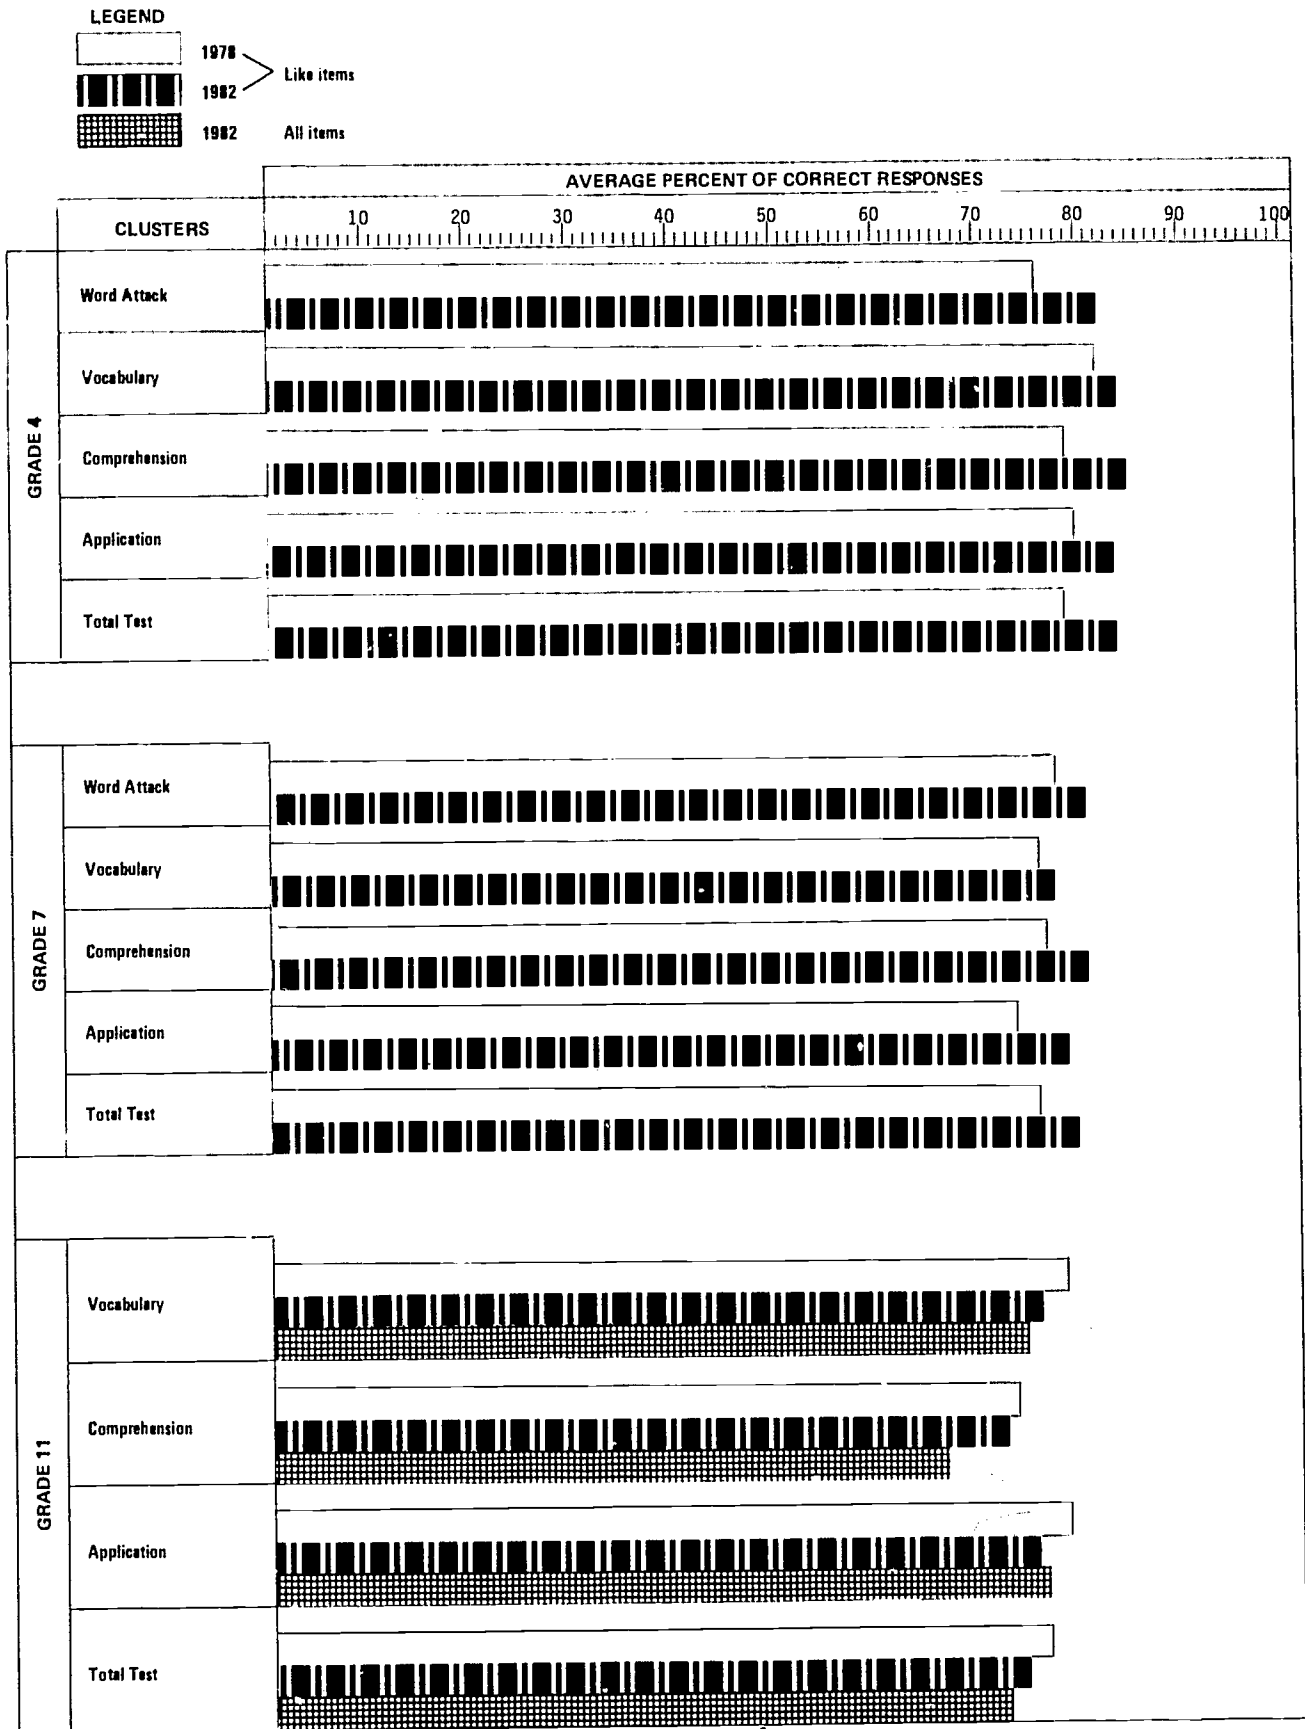 LEGEND
1978
1982
Like items
1982 All items
AVERAGE PERCENT OF CORRECT RESPONSES
CLUSTERS
10 20 30 40 50 60 70 80 90 100
GRADE 4
Word Attack
Vocabulary
Comprehension
Application
Total Test
GRADE 7
Word Attack
Vocabulary
Comprehension
Application
Total Test
GRADE 11
Vocabulary
Comprehension
Application
Total Test